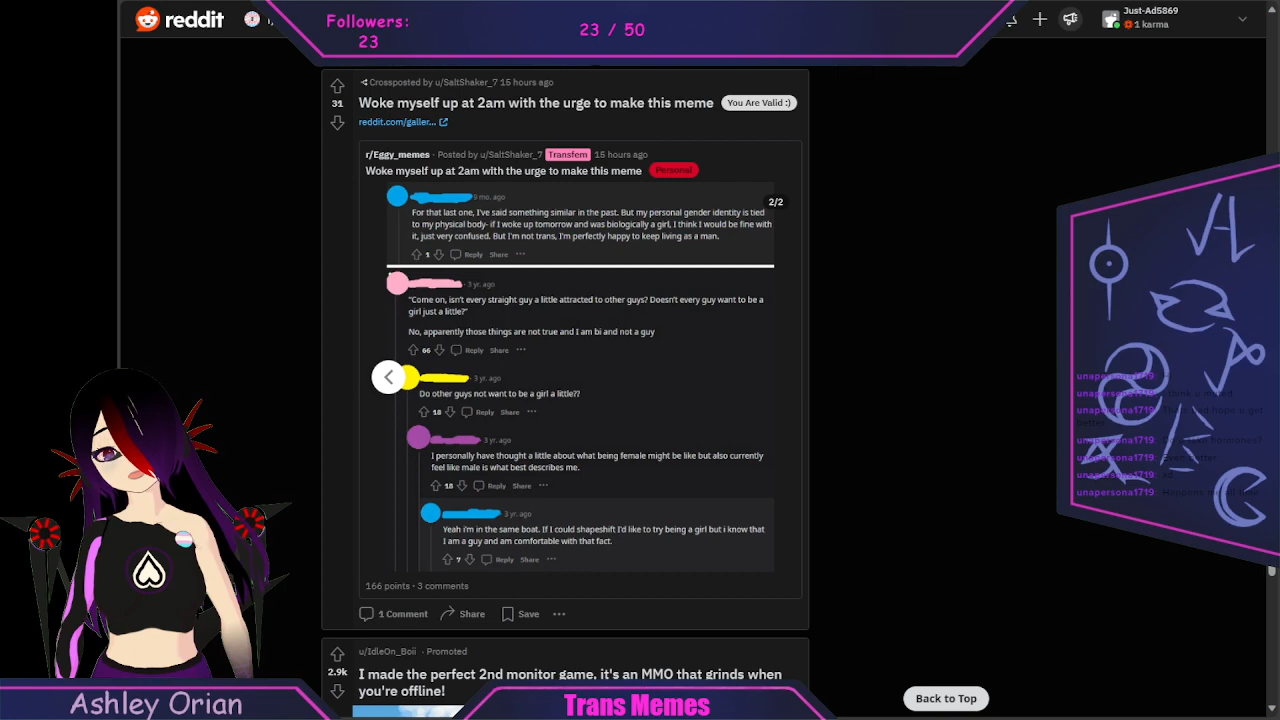 reddit
Followers:
23
23 / 50
Just-Ad5869
1 karma
Crossposted by u/SaltShaker_7 15 hours ago
31
Woke myself up at 2am with the urge to make this meme
You Are Valid :)
reddit.com/galler...
r/Eggy_memes · Posted by u/SaltShaker_7 Transfem 15 hours ago
Woke myself up at 2am with the urge to make this meme
Personal
2/2
9 mo. ago
For that last one, I've said something similar in the past. But my personal gender identity is tied
to my physical body- if I woke up tomorrow and was biologically a girl, I think I would be fine with
it, just very confused. But I'm not trans, I'm perfectly happy to keep living as a man.
1 Reply Share ...
3 yr. ago
"Come on, isn't every straight guy a little attracted to other guys? Doesn't every guy want to be a
girl just a little?"
No, apparently those things are not true and I am bi and not a guy
66 Reply Share ...
3 yr. ago
Do other guys not want to be a girl a little??
18 Reply Share ...
3 yr. ago
I personally have thought a little about what being female might be like but also currently
feel like male is what best describes me.
18 Reply Share ...
3 yr. ago
Yeah i'm in the same boat. If I could shapeshift I'd like to try being a girl but i know that
I am a guy and am comfortable with that fact.
7 Reply Share ...
166 points · 3 comments
1 Comment Share Save ...
u/IdleOn_Boii · Promoted
2.9k
I made the perfect 2nd monitor game, it's an MMO that grinds when
you're offline!
Back to Top
unapersona1719:
unapersona1719:
unapersona1719: hope u get
better
unapersona1719:
unapersona1719: Even better
unapersona1719: xd
unapersona1719:
Ashley Orian
Trans Memes